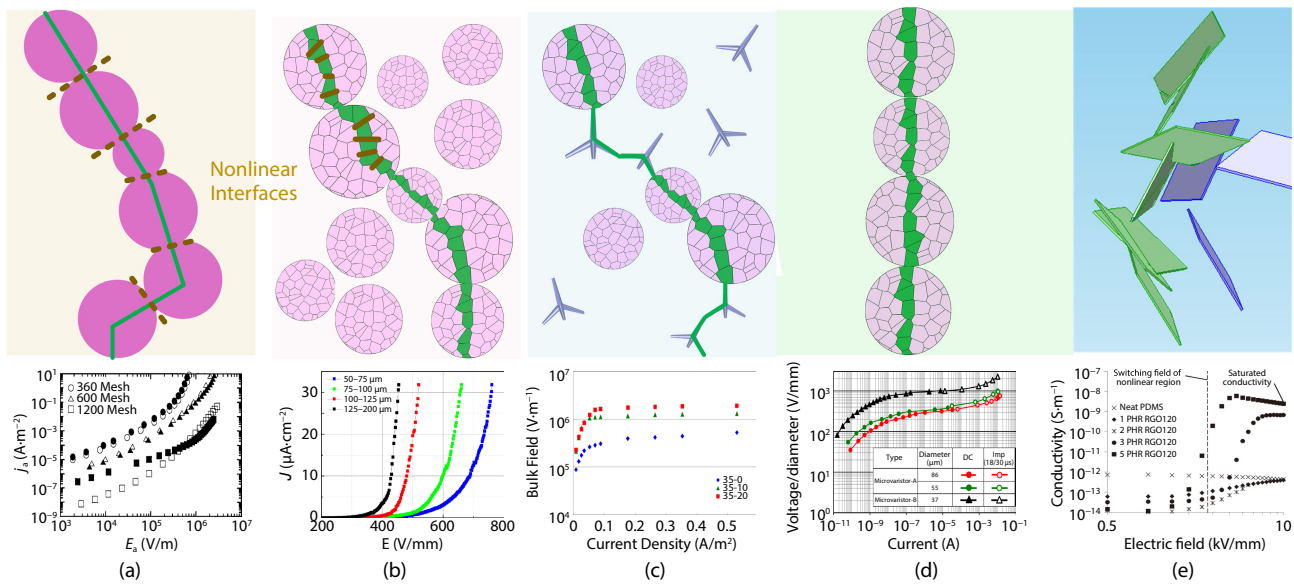 Nonlinear
Interfaces
10¹
10⁻¹
10⁻³
10⁻⁵
10⁻⁷
10⁻⁹
jₐ (A·m⁻²)
360 Mesh
600 Mesh
1200 Mesh
10³ 10⁴ 10⁵ 10⁶ 10⁷
Eₐ (V/m)
(a)
30
20
10
0
J (μA·cm⁻²)
50–75 μm
75–100 μm
100–125 μm
125–200 μm
200 400 600 800
E (V/mm)
(b)
10⁷
10⁶
10⁵
10⁴
Bulk Field (V·m⁻¹)
35-0
35-10
35-20
0 0.1 0.2 0.3 0.4 0.5
Current Density (A/m²)
(c)
10³
10²
10¹
10⁰
Voltage/diameter (V/mm)
Type Diameter (μm) DC Imp (18/30 μs)
Microvaristor-A 86
55
Microvaristor-B 37
10⁻¹¹ 10⁻⁹ 10⁻⁷ 10⁻⁵ 10⁻³ 10⁻¹
Current (A)
(d)
Switching field of
nonlinear region
Saturated
conductivity
10⁻⁷
10⁻⁸
10⁻⁹
10⁻¹⁰
10⁻¹¹
10⁻¹²
10⁻¹³
10⁻¹⁴
Conductivity (S·m⁻¹)
Neat PDMS
1 PHR RGO120
2 PHR RGO120
3 PHR RGO120
5 PHR RGO120
0.5 10
Electric field (kV/mm)
(e)